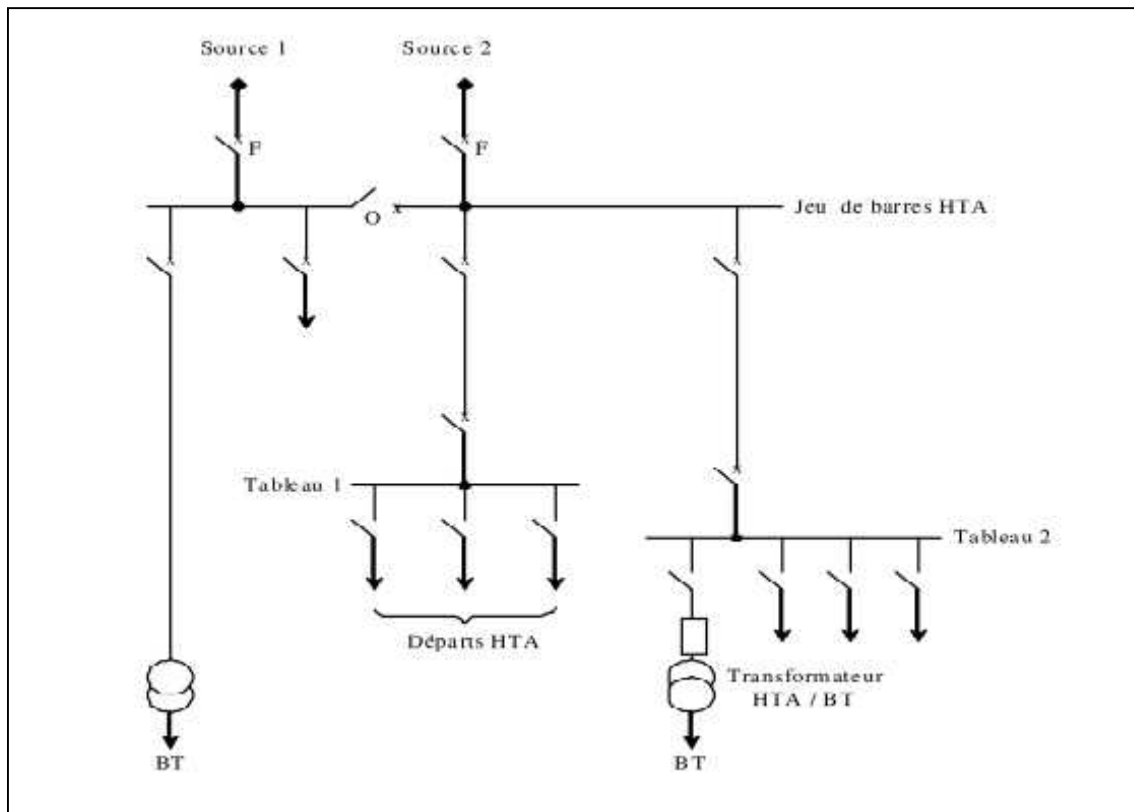 Source 1
Source 2
F
F
O
Jeu de barres HTA
Tableau 1
Tableau 2
Départs HTA
Transformateur
HTA / BT
BT
BT